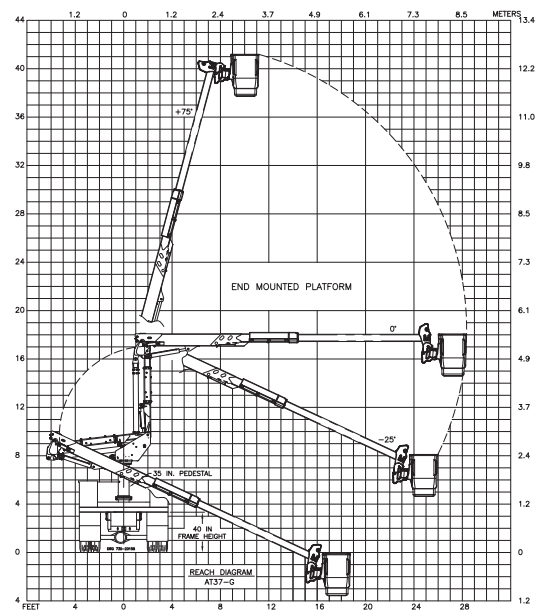 1.2 0 1.2 2.4 3.7 4.9 6.1 7.3 8.5 METERS
44 13.4
40 12.2
+75°
36 11.0
32 9.8
28 8.5
24 7.3
END MOUNTED PLATFORM
20 6.1
0°
16 4.9
12 3.7
-25°
8 2.4
35 IN. PEDESTAL
4 1.2
40 IN
FRAME HEIGHT
0 0
REACH DIAGRAM
AT37-G
4 1.2
FEET 4 0 4 8 12 16 20 24 28